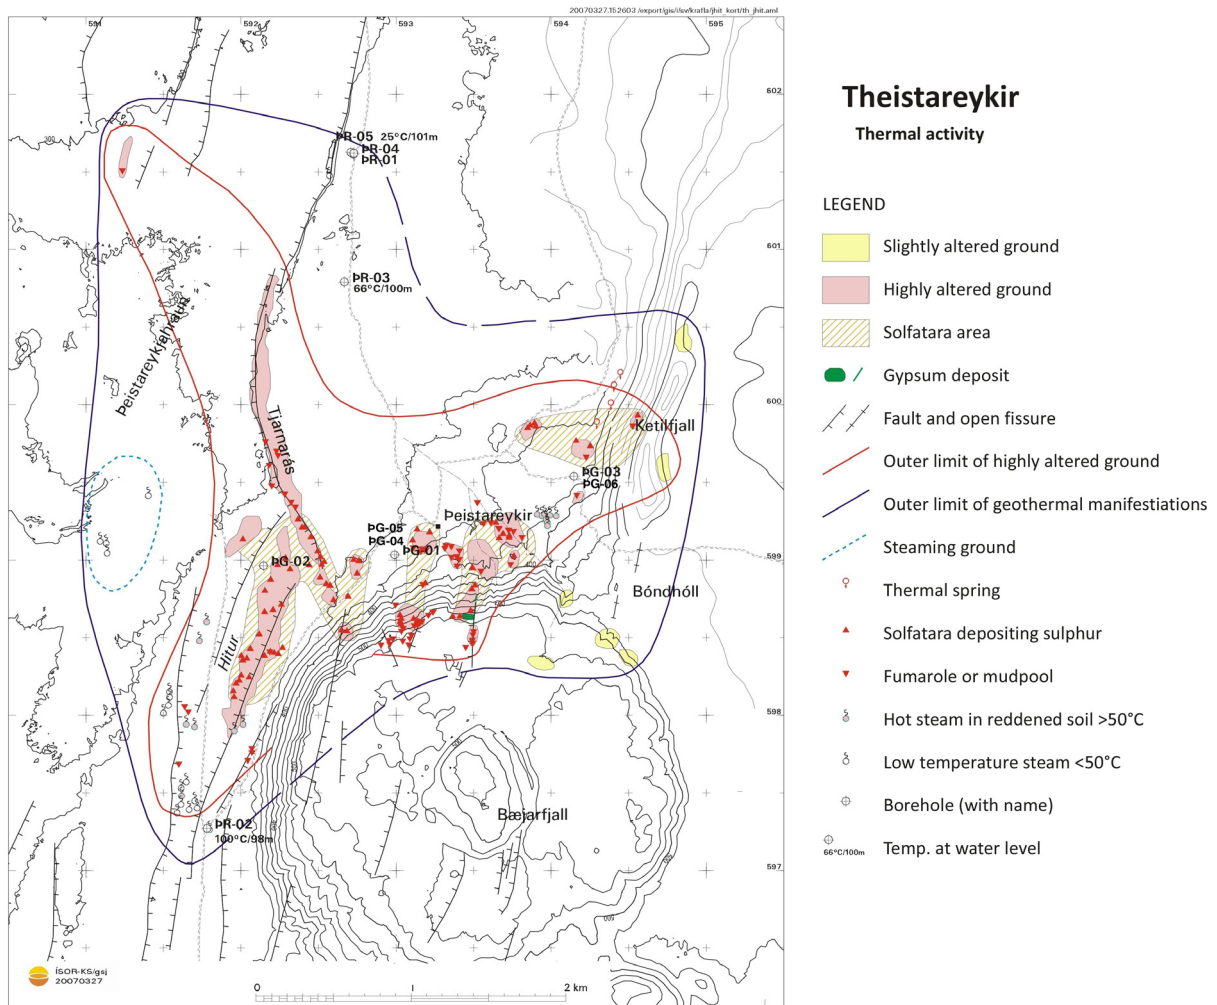 20070327.152603 /export/gis/i/sv/krafla/jhit_kort/th_jhit.aml
591
592
593
594
595
602
601
600
599
598
597
300
ÞR-05 25°C/101m
ÞR-04
ÞR-01
ÞR-03
66°C/100m
Þeistareykjahraun
Tjarnarás
Ketilfjall
ÞG-03
ÞG-06
Þeistareykir
ÞG-05
ÞG-04
ÞG-01
ÞG-02
400
Bóndhóll
Hitur
Bæjarfjall
ÞR-02
100°C/98m
500
ÍSOR-KS/gsj
20070327
0 1 2 km
Theistareykir
Thermal activity
LEGEND
Slightly altered ground
Highly altered ground
Solfatara area
Gypsum deposit
Fault and open fissure
Outer limit of highly altered ground
Outer limit of geothermal manifestations
Steaming ground
Thermal spring
Solfatara depositing sulphur
Fumarole or mudpool
Hot steam in reddened soil >50°C
Low temperature steam <50°C
Borehole (with name)
66°C/100m Temp. at water level